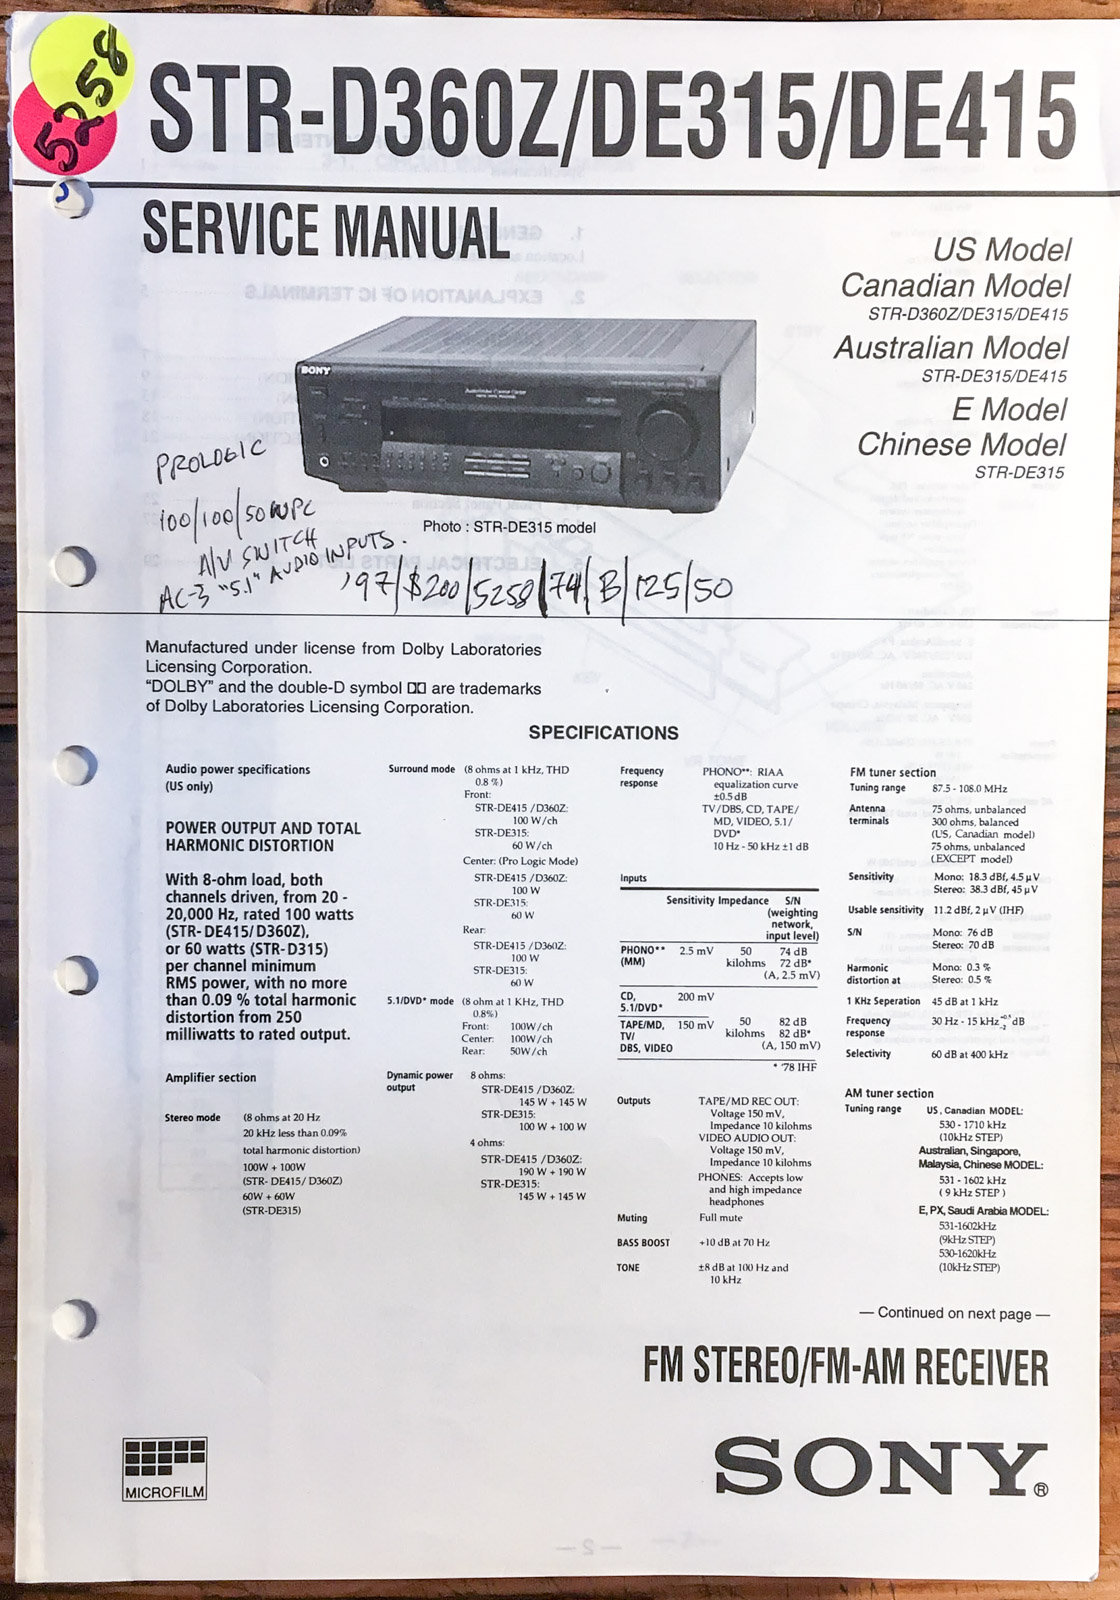 5258
STR-D360Z/DE315/DE415
SERVICE MANUAL
US Model
Canadian Model
STR-D360Z/DE315/DE415
Australian Model
STR-DE315/DE415
E Model
Chinese Model
STR-DE315
SONY
Photo : STR-DE315 model
PROLOGIC
100/100/50WPC
A/V SWITCH
AC-3 "5.1" AUDIO INPUTS.
'97/$200/5258/74/B/125/50
Manufactured under license from Dolby Laboratories
Licensing Corporation.
“DOLBY” and the double-D symbol are trademarks
of Dolby Laboratories Licensing Corporation.
SPECIFICATIONS
Audio power specifications
(US only)
POWER OUTPUT AND TOTAL
HARMONIC DISTORTION
With 8-ohm load, both
channels driven, from 20 -
20,000 Hz, rated 100 watts
(STR- DE415/ D360Z),
or 60 watts (STR- D315)
per channel minimum
RMS power, with no more
than 0.09 % total harmonic
distortion from 250
milliwatts to rated output.
Amplifier section
Stereo mode (8 ohms at 20 Hz
20 kHz less than 0.09%
total harmonic distortion)
100W + 100W
(STR- DE415/ D360Z)
60W + 60W
(STR-DE315)
Surround mode (8 ohms at 1 kHz, THD
0.8 %)
Front:
STR-DE415 /D360Z:
100 W/ch
STR-DE315:
60 W/ch
Center: (Pro Logic Mode)
STR-DE415 /D360Z:
100 W
STR-DE315:
60 W
Rear:
STR-DE415 /D360Z:
100 W
STR-DE315:
60 W
5.1/DVD* mode (8 ohm at 1 KHz, THD
0.8%)
Front: 100W/ch
Center: 100W/ch
Rear: 50W/ch
Dynamic power 8 ohms:
output
STR-DE415 /D360Z:
145 W + 145 W
STR-DE315:
100 W + 100 W
4 ohms:
STR-DE415 /D360Z:
190 W + 190 W
STR-DE315:
145 W + 145 W
Frequency PHONO**: RIAA
response equalization curve
±0.5 dB
TV/DBS, CD, TAPE/
MD, VIDEO, 5.1/
DVD*
10 Hz - 50 kHz ±1 dB
Inputs
Sensitivity Impedance S/N
(weighting
network,
input level)
PHONO** 2.5 mV 50 74 dB
(MM) kilohms 72 dB*
(A, 2.5 mV)
CD, 200 mV
5.1/DVD*
TAPE/MD, 150 mV 50 82 dB
TV/ kilohms 82 dB*
DBS, VIDEO (A, 150 mV)
* '78 IHF
Outputs TAPE/MD REC OUT:
Voltage 150 mV,
Impedance 10 kilohms
VIDEO AUDIO OUT:
Voltage 150 mV,
Impedance 10 kilohms
PHONES: Accepts low
and high impedance
headphones
Muting Full mute
BASS BOOST +10 dB at 70 Hz
TONE ±8 dB at 100 Hz and
10 kHz
FM tuner section
Tuning range 87.5 - 108.0 MHz
Antenna 75 ohms, unbalanced
terminals 300 ohms, balanced
(US, Canadian model)
75 ohms, unbalanced
(EXCEPT model)
Sensitivity Mono: 18.3 dBf, 4.5 µV
Stereo: 38.3 dBf, 45 µV
Usable sensitivity 11.2 dBf, 2 µV (IHF)
S/N Mono: 76 dB
Stereo: 70 dB
Harmonic Mono: 0.3 %
distortion at Stereo: 0.5 %
1 KHz Seperation 45 dB at 1 kHz
Frequency 30 Hz - 15 kHz +0.5/-2 dB
response
Selectivity 60 dB at 400 kHz
AM tuner section
Tuning range US, Canadian MODEL:
530 - 1710 kHz
(10kHz STEP)
Australian, Singapore,
Malaysia, Chinese MODEL:
531 - 1602 kHz
( 9 kHz STEP )
E, PX, Saudi Arabia MODEL:
531-1602kHz
(9kHz STEP)
530-1620kHz
(10kHz STEP)
— Continued on next page —
FM STEREO/FM-AM RECEIVER
MICROFILM
SONY®